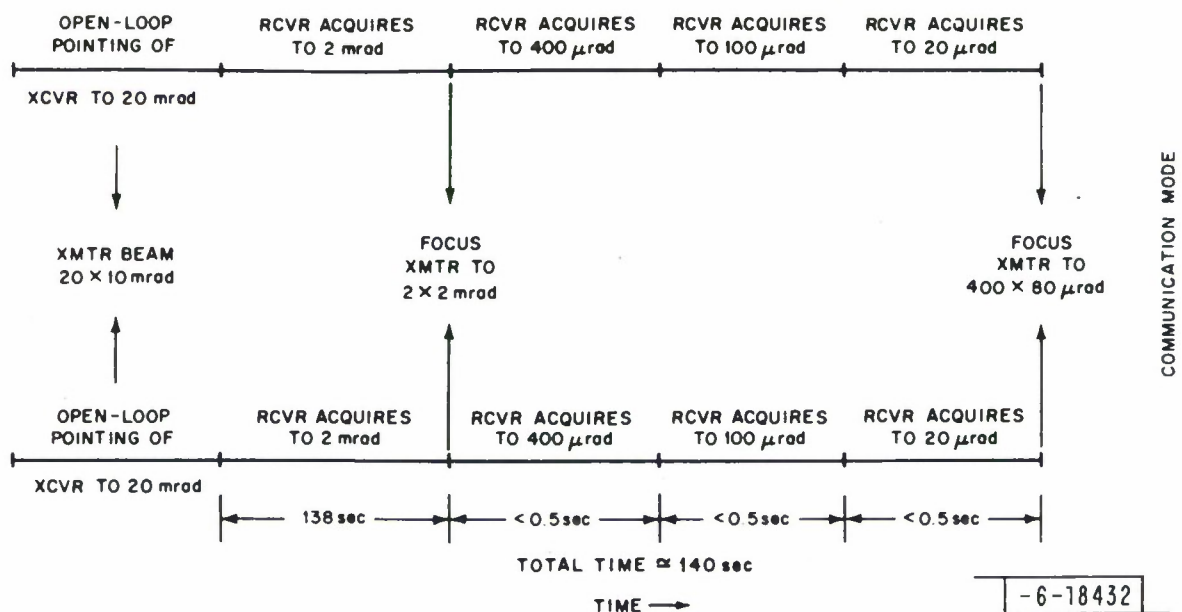 OPEN-LOOP
POINTING OF
XCVR TO 20 mrad
RCVR ACQUIRES
TO 2 mrad
RCVR ACQUIRES
TO 400 μrad
RCVR ACQUIRES
TO 100 μrad
RCVR ACQUIRES
TO 20 μrad
XMTR BEAM
20 × 10 mrad
FOCUS
XMTR TO
2 × 2 mrad
FOCUS
XMTR TO
400 × 80 μrad
COMMUNICATION MODE
OPEN-LOOP
POINTING OF
XCVR TO 20 mrad
RCVR ACQUIRES
TO 2 mrad
RCVR ACQUIRES
TO 400 μrad
RCVR ACQUIRES
TO 100 μrad
RCVR ACQUIRES
TO 20 μrad
138 sec
<0.5 sec
<0.5 sec
<0.5 sec
TOTAL TIME ≃ 140 sec
TIME
-6-18432